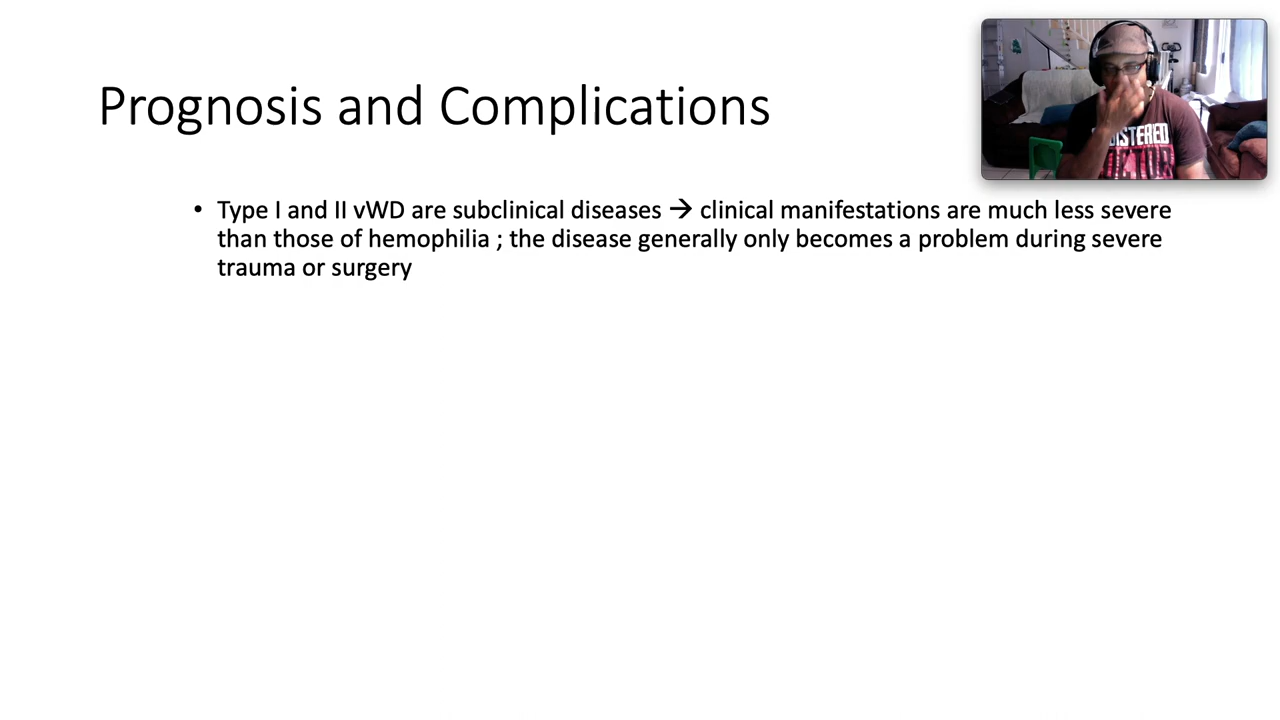 Prognosis and Complications
• Type I and II vWD are subclinical diseases → clinical manifestations are much less severe
than those of hemophilia ; the disease generally only becomes a problem during severe
trauma or surgery